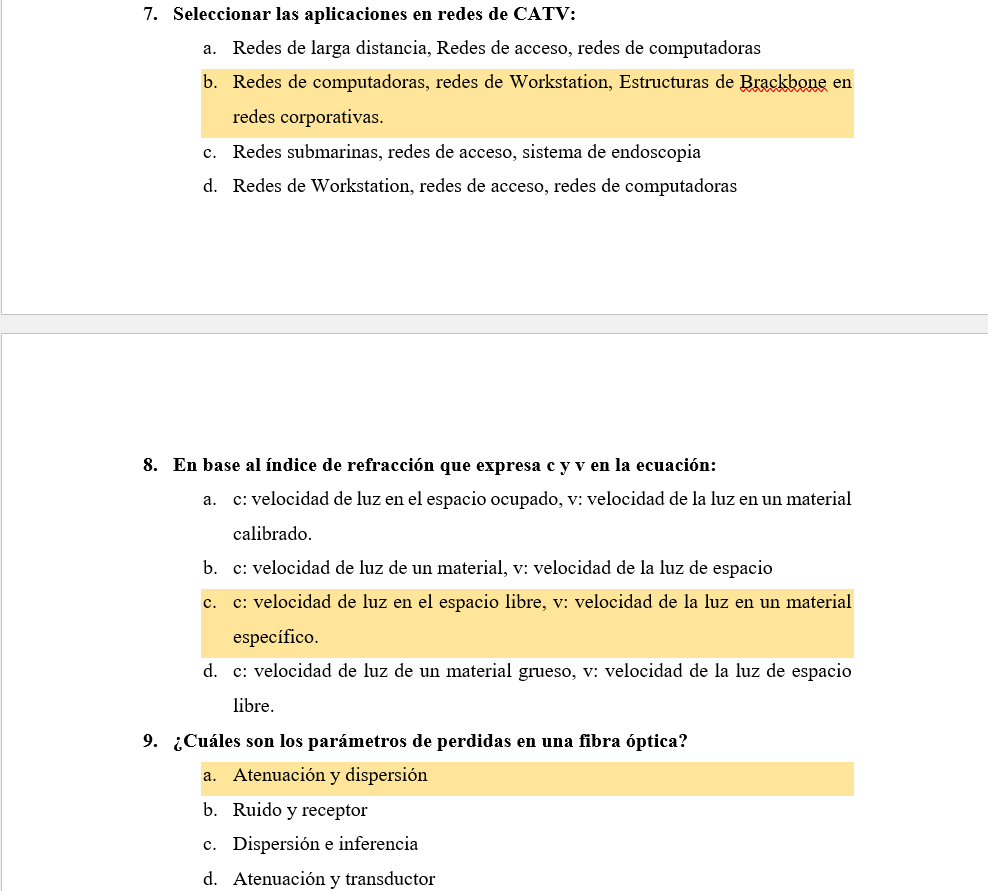 7. Seleccionar las aplicaciones en redes de CATV:
a. Redes de larga distancia, Redes de acceso, redes de computadoras
b. Redes de computadoras, redes de Workstation, Estructuras de Brackbone en
redes corporativas.
c. Redes submarinas, redes de acceso, sistema de endoscopia
d. Redes de Workstation, redes de acceso, redes de computadoras
8. En base al índice de refracción que expresa c y v en la ecuación:
a. c: velocidad de luz en el espacio ocupado, v: velocidad de la luz en un material
calibrado.
b. c: velocidad de luz de un material, v: velocidad de la luz de espacio
c. c: velocidad de luz en el espacio libre, v: velocidad de la luz en un material
específico.
d. c: velocidad de luz de un material grueso, v: velocidad de la luz de espacio
libre.
9. ¿Cuáles son los parámetros de perdidas en una fibra óptica?
a. Atenuación y dispersión
b. Ruido y receptor
c. Dispersión e inferencia
d. Atenuación y transductor